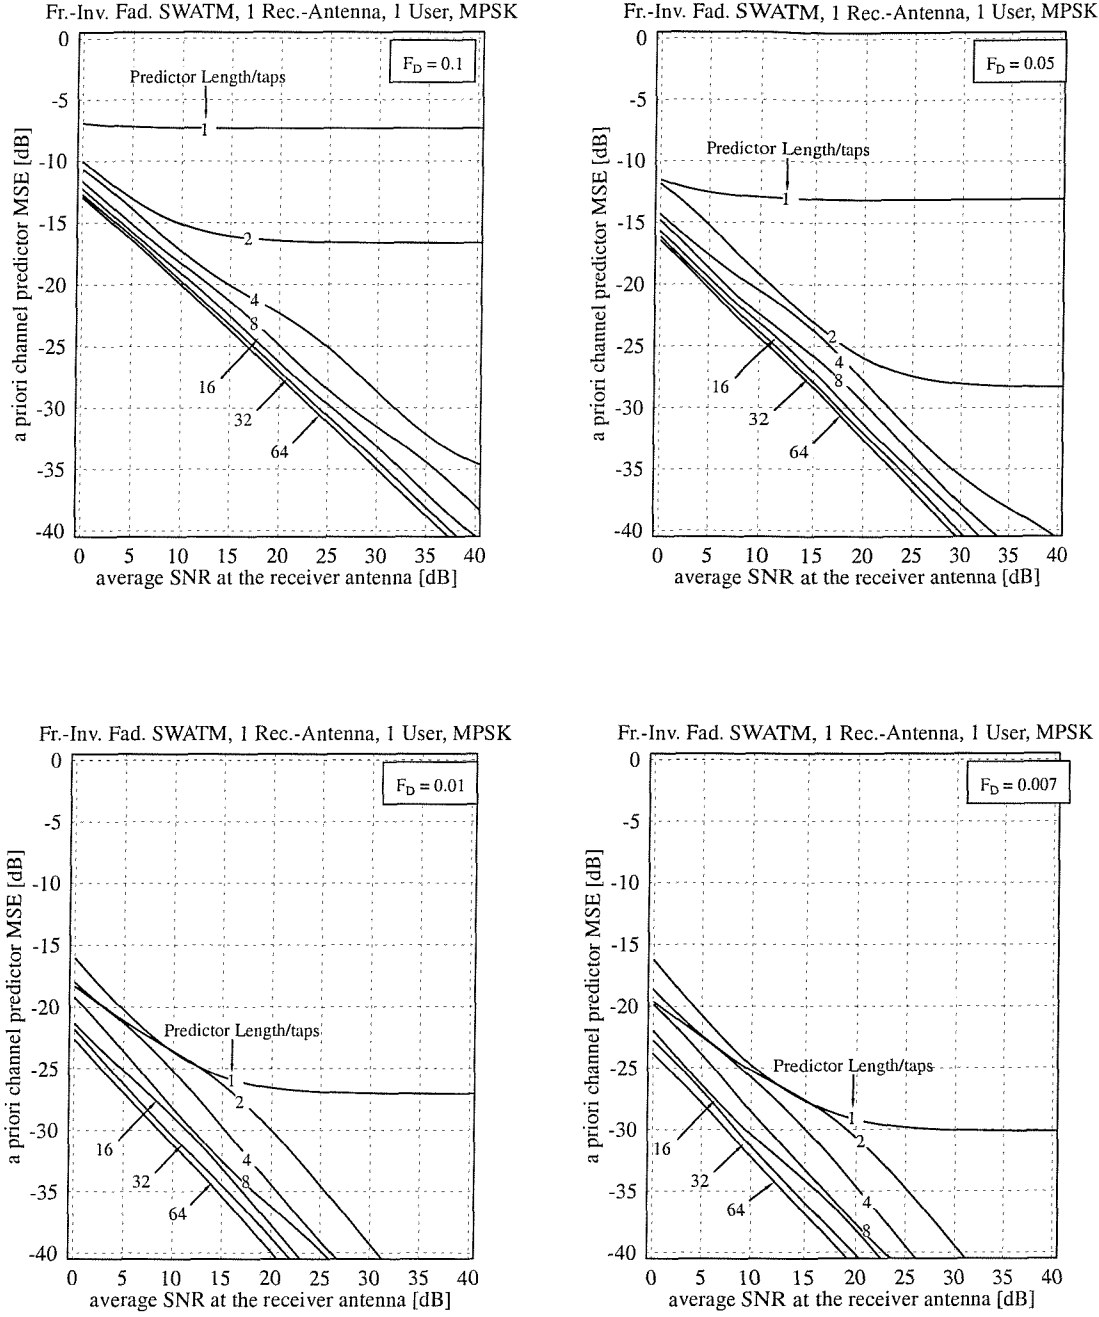 Fr.-Inv. Fad. SWATM, 1 Rec.-Antenna, 1 User, MPSK
F_D = 0.1
Predictor Length/taps
1
2
4
8
16
32
64
0
-5
-10
-15
-20
-25
-30
-35
-40
a priori channel predictor MSE [dB]
0 5 10 15 20 25 30 35 40
average SNR at the receiver antenna [dB]
Fr.-Inv. Fad. SWATM, 1 Rec.-Antenna, 1 User, MPSK
F_D = 0.05
Predictor Length/taps
1
2
4
8
16
32
64
0
-5
-10
-15
-20
-25
-30
-35
-40
a priori channel predictor MSE [dB]
0 5 10 15 20 25 30 35 40
average SNR at the receiver antenna [dB]
Fr.-Inv. Fad. SWATM, 1 Rec.-Antenna, 1 User, MPSK
F_D = 0.01
Predictor Length/taps
1
2
4
8
16
32
64
0
-5
-10
-15
-20
-25
-30
-35
-40
a priori channel predictor MSE [dB]
0 5 10 15 20 25 30 35 40
average SNR at the receiver antenna [dB]
Fr.-Inv. Fad. SWATM, 1 Rec.-Antenna, 1 User, MPSK
F_D = 0.007
Predictor Length/taps
1
2
4
8
16
32
64
0
-5
-10
-15
-20
-25
-30
-35
-40
a priori channel predictor MSE [dB]
0 5 10 15 20 25 30 35 40
average SNR at the receiver antenna [dB]